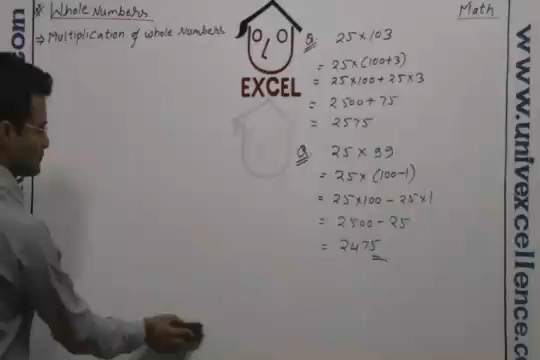 * Whole Numbers
Math
⇒ Multiplication of whole Numbers
EXCEL
Q. 25 × 103
= 25 × (100+3)
= 25 × 100 + 25 × 3
= 2500 + 75
= 2575
Q. 25 × 99
= 25 × (100-1)
= 25 × 100 - 25 × 1
= 2500 - 25
= 2475
www.univexcellence.co
.com